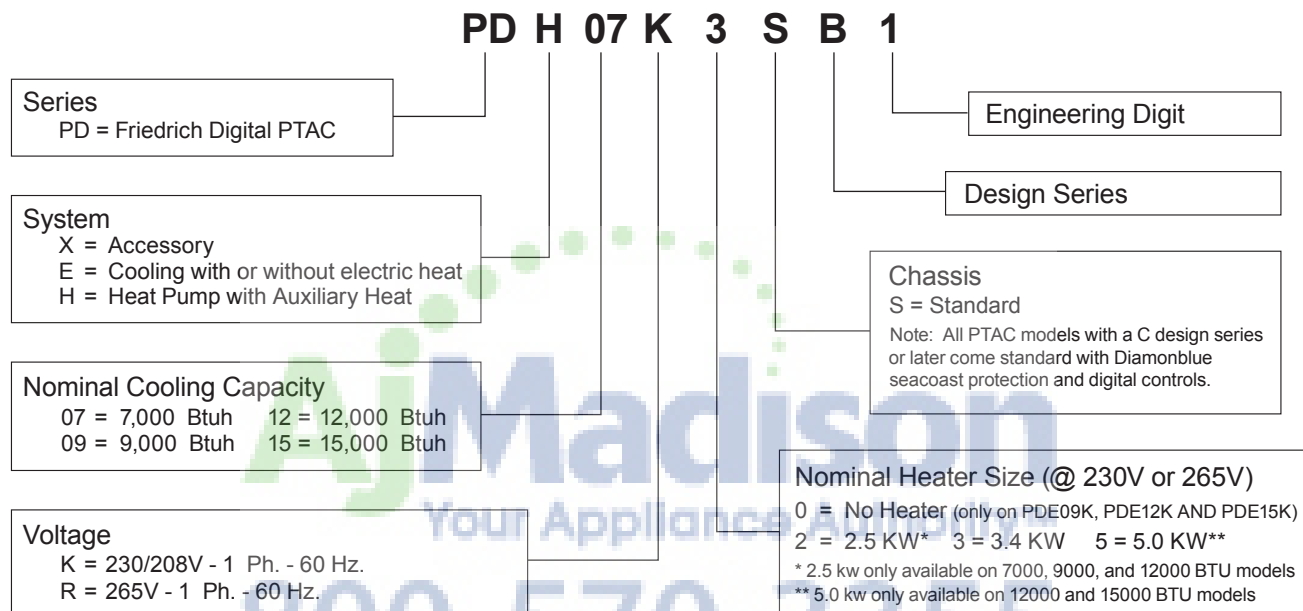 PD H 07 K 3 S B 1
Series
PD = Friedrich Digital PTAC
Engineering Digit
Design Series
System
X = Accessory
E = Cooling with or without electric heat
H = Heat Pump with Auxiliary Heat
Chassis
S = Standard
Note: All PTAC models with a C design series
or later come standard with Diamonblue
seacoast protection and digital controls.
Nominal Cooling Capacity
07 = 7,000 Btuh 12 = 12,000 Btuh
09 = 9,000 Btuh 15 = 15,000 Btuh
AjMadison
Your Appliance Authority™
Nominal Heater Size (@ 230V or 265V)
0 = No Heater (only on PDE09K, PDE12K AND PDE15K)
2 = 2.5 KW* 3 = 3.4 KW 5 = 5.0 KW**
* 2.5 kw only available on 7000, 9000, and 12000 BTU models
** 5.0 kw only available on 12000 and 15000 BTU models
Voltage
K = 230/208V - 1 Ph. - 60 Hz.
R = 265V - 1 Ph. - 60 Hz.